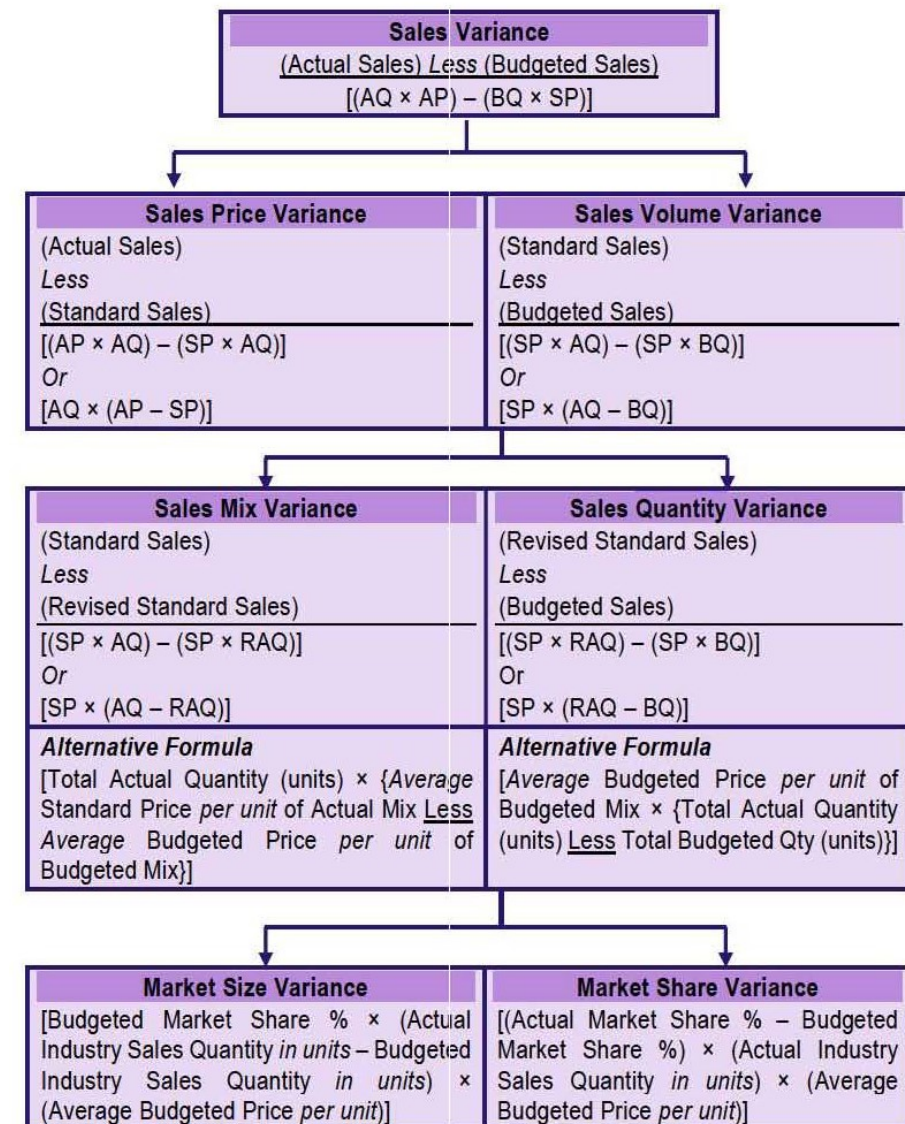 Sales Variance
(Actual Sales) Less (Budgeted Sales)
[(AQ × AP) – (BQ × SP)]
Sales Price Variance
(Actual Sales)
Less
(Standard Sales)
[(AP × AQ) – (SP × AQ)]
Or
[AQ × (AP – SP)]
Sales Volume Variance
(Standard Sales)
Less
(Budgeted Sales)
[(SP × AQ) – (SP × BQ)]
Or
[SP × (AQ – BQ)]
Sales Mix Variance
(Standard Sales)
Less
(Revised Standard Sales)
[(SP × AQ) – (SP × RAQ)]
Or
[SP × (AQ – RAQ)]
Alternative Formula
[Total Actual Quantity (units) × {Average
Standard Price per unit of Actual Mix Less
Average Budgeted Price per unit of
Budgeted Mix}]
Sales Quantity Variance
(Revised Standard Sales)
Less
(Budgeted Sales)
[(SP × RAQ) – (SP × BQ)]
Or
[SP × (RAQ – BQ)]
Alternative Formula
[Average Budgeted Price per unit of
Budgeted Mix × {Total Actual Quantity
(units) Less Total Budgeted Qty (units)}]
Market Size Variance
[Budgeted Market Share % × (Actual
Industry Sales Quantity in units – Budgeted
Industry Sales Quantity in units) ×
(Average Budgeted Price per unit)]
Market Share Variance
[(Actual Market Share % – Budgeted
Market Share %) × (Actual Industry
Sales Quantity in units) × (Average
Budgeted Price per unit)]